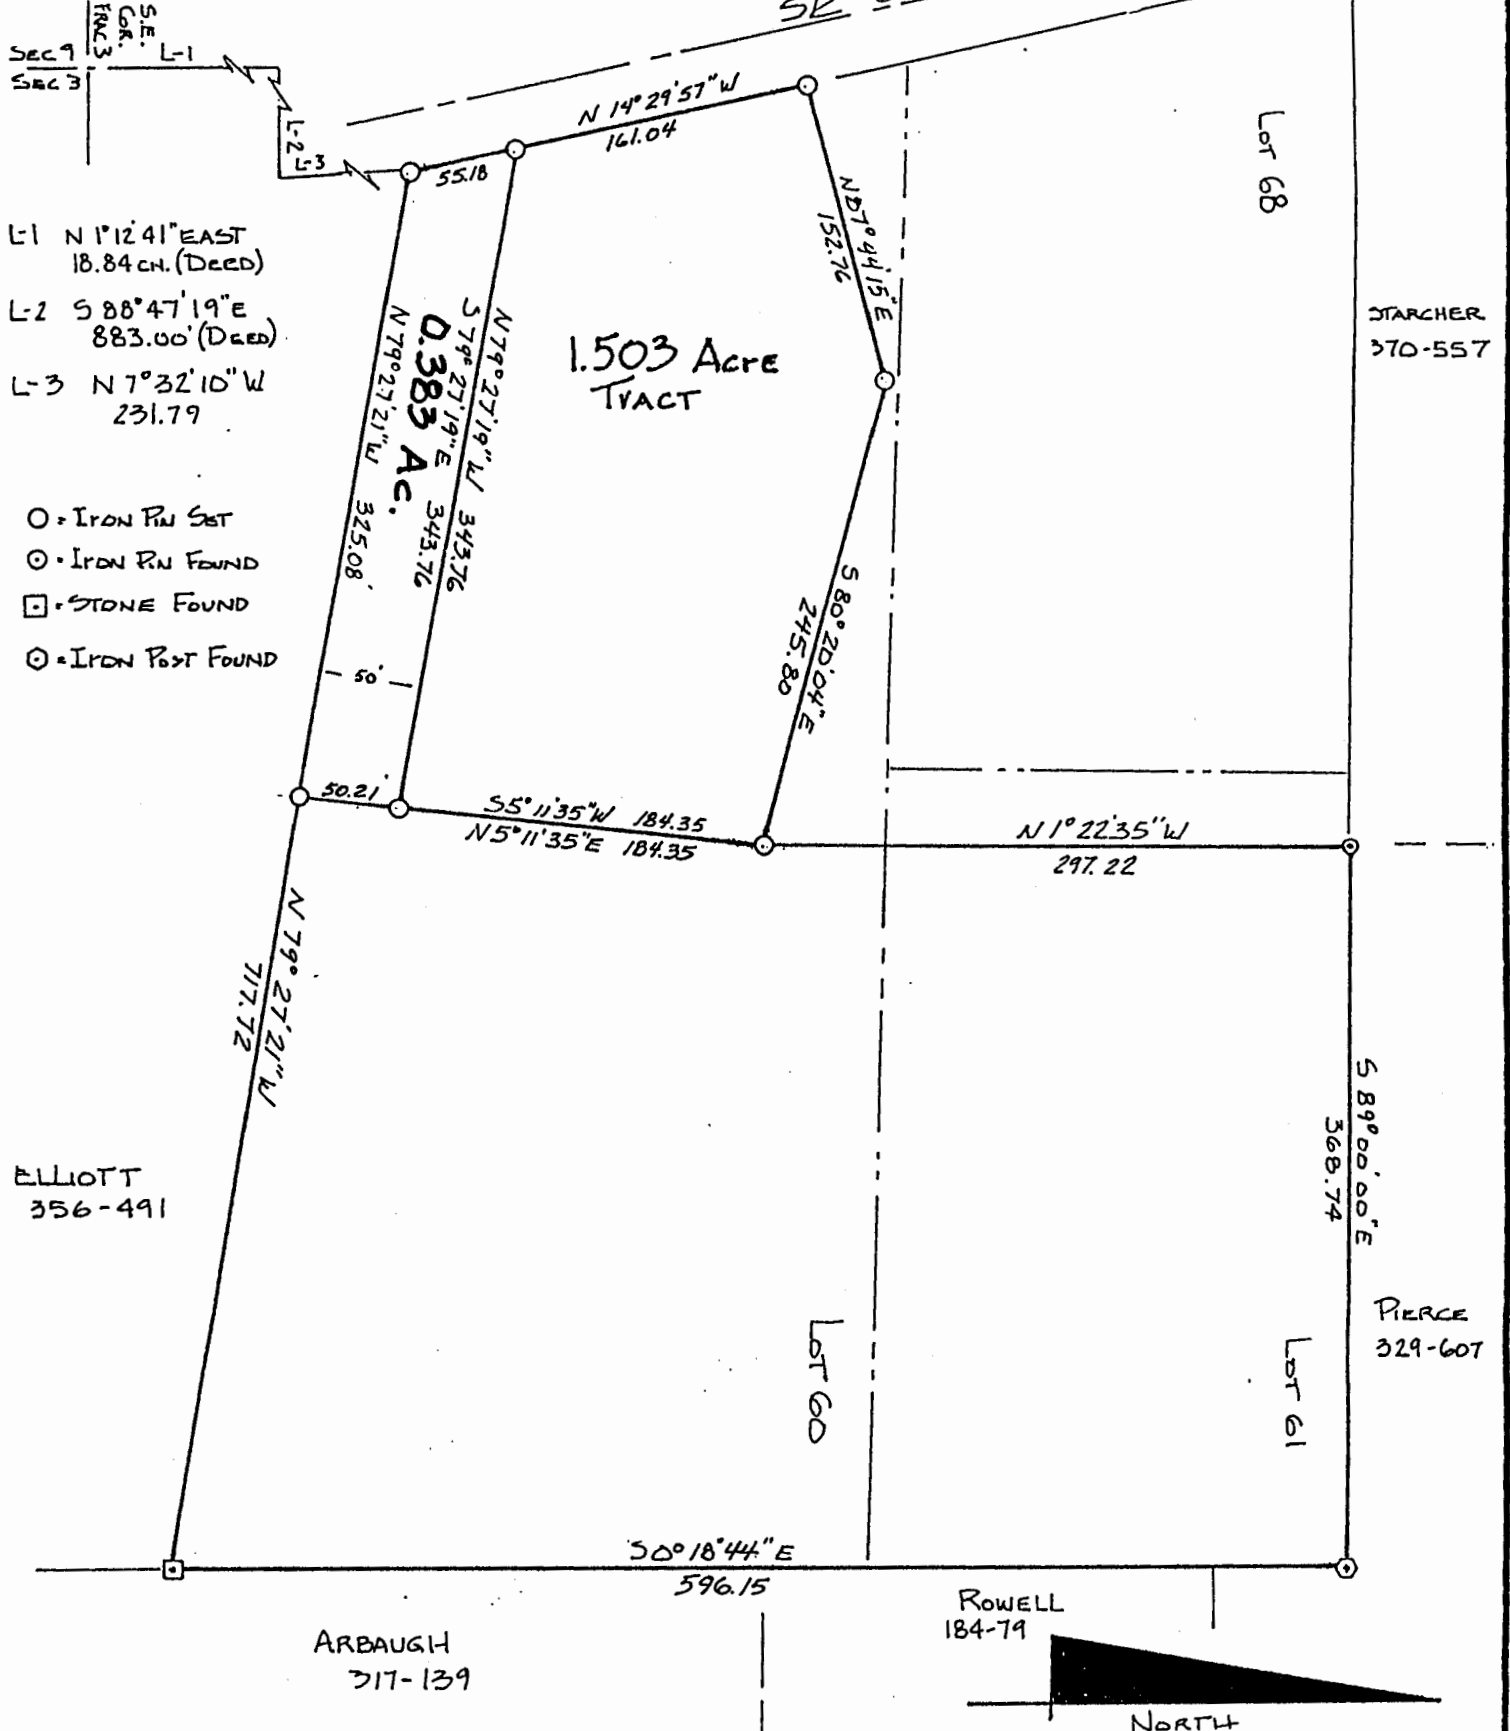 S.E.
COR.
FRAC 3
SEC 9
SEC 3
L-1
L-2
L-3
SR
N 14° 29' 57" W
161.04
55.18
N 87° 44' 15" E
152.76
LOT 68
L-1 N 1° 12' 41" EAST
18.84 CH. (DEED)
L-2 S 88° 47' 19" E
883.00' (DEED)
L-3 N 7° 32' 10" W
231.79
N 79° 27' 19" W 343.76
S 79° 27' 19" E 343.76
0.383 Ac.
N 79° 27' 21" W 325.08'
1.503 Acre
Tract
STARCHER
370-557
O = IRON PIN SET
⊙ = IRON PIN FOUND
⊡ = STONE FOUND
= IRON POST FOUND
S 80° 20' 04" E
245.80
50'
50.21'
S 5° 11' 35" W 184.35
N 5° 11' 35" E 184.35
N 1° 22' 35" W
297.22
N 79° 27' 21" W
717.72
S 89° 00' 00" E
368.74
ELLIOTT
356-491
PIERCE
329-607
LOT 60
LOT 61
S 0° 18' 44" E
596.15
ROWELL
184-79
ARBAUGH
317-139
NORTH